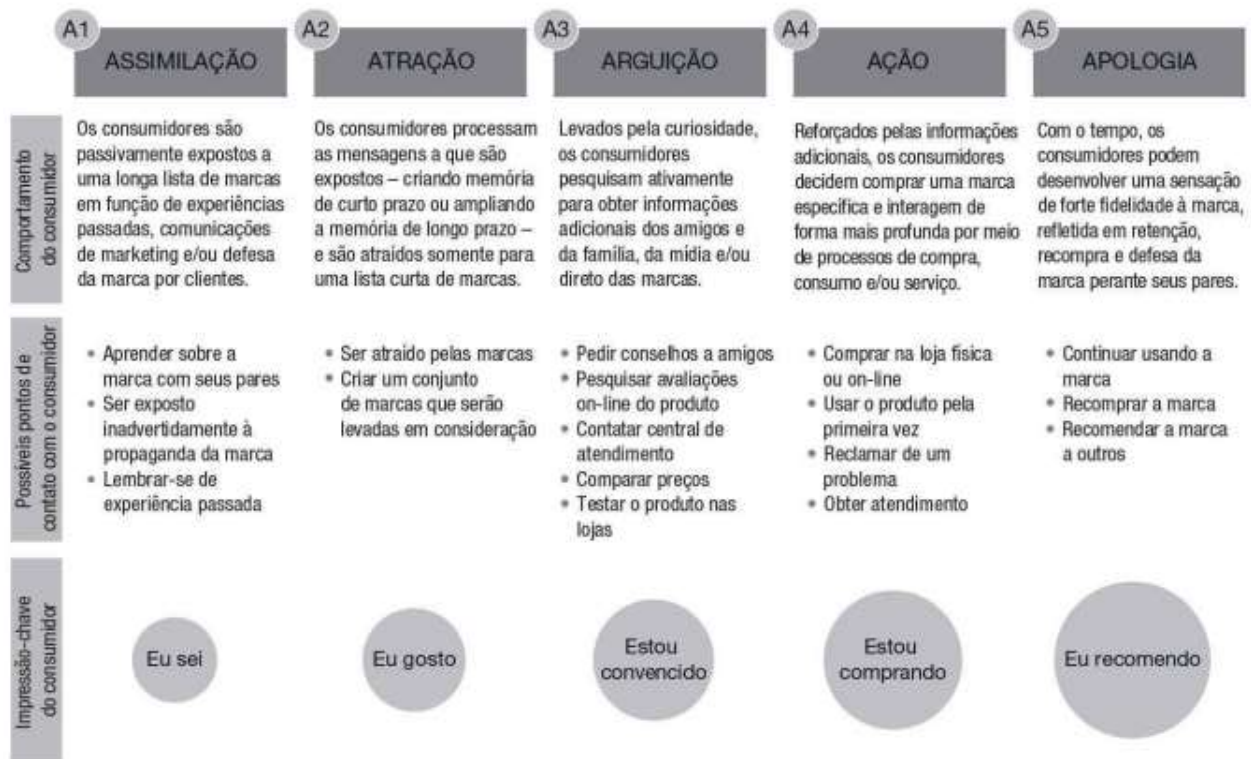 A1
ASSIMILAÇÃO
A2
ATRAÇÃO
A3
ARGUIÇÃO
A4
AÇÃO
A5
APOLOGIA
Comportamento
do consumidor
Os consumidores são
passivamente expostos a
uma longa lista de marcas
em função de experiências
passadas, comunicações
de marketing e/ou defesa
da marca por clientes.
Os consumidores processam
as mensagens a que são
expostos – criando memória
de curto prazo ou ampliando
a memória de longo prazo –
e são atraídos somente para
uma lista curta de marcas.
Levados pela curiosidade,
os consumidores
pesquisam ativamente
para obter informações
adicionais dos amigos e
da família, da mídia e/ou
direto das marcas.
Reforçados pelas informações
adicionais, os consumidores
decidem comprar uma marca
específica e interagem de
forma mais profunda por meio
de processos de compra,
consumo e/ou serviço.
Com o tempo, os
consumidores podem
desenvolver uma sensação
de forte fidelidade à marca,
refletida em retenção,
recompra e defesa da
marca perante seus pares.
Possíveis pontos de
contato com o consumidor
• Aprender sobre a
marca com seus pares
• Ser exposto
inadvertidamente à
propaganda da marca
• Lembrar-se de
experiência passada
• Ser atraído pelas marcas
• Criar um conjunto
de marcas que serão
levadas em consideração
• Pedir conselhos a amigos
• Pesquisar avaliações
on-line do produto
• Contatar central de
atendimento
• Comparar preços
• Testar o produto nas
lojas
• Comprar na loja física
ou on-line
• Usar o produto pela
primeira vez
• Reclamar de um
problema
• Obter atendimento
• Continuar usando a
marca
• Recomprar a marca
• Recomendar a marca
a outros
Impressão-chave
do consumidor
Eu sei
Eu gosto
Estou
convencido
Estou
comprando
Eu recomendo